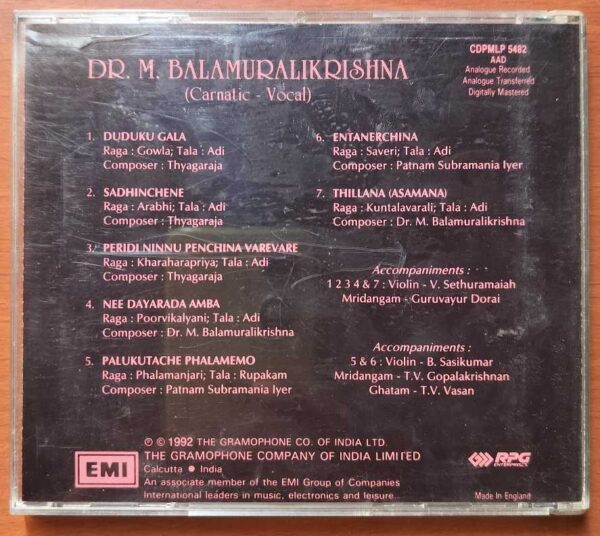 CDPMLP 5482
AAD
Analogue Recorded
Analogue Transferred
Digitally Mastered
DR. M. BALAMURALIKRISHNA
(Carnatic - Vocal)
1. DUDUKU GALA
Raga : Gowla; Tala : Adi
Composer : Thyagaraja
2. SADHINCHENE
Raga : Arabhi; Tala : Adi
Composer : Thyagaraja
3. PERIDI NINNU PENCHINA VAREVARE
Raga : Kharaharapriya; Tala : Adi
Composer : Thyagaraja
4. NEE DAYARADA AMBA
Raga : Poorvikalyani; Tala : Adi
Composer : Dr. M. Balamuralikrishna
5. PALUKUTACHE PHALAMEMO
Raga : Phalamanjari; Tala : Rupakam
Composer : Patnam Subramania Iyer
6. ENTANERCHINA
Raga : Saveri; Tala : Adi
Composer : Patnam Subramania Iyer
7. THILLANA (ASAMANA)
Raga : Kuntalavarali; Tala : Adi
Composer : Dr. M. Balamuralikrishna
Accompaniments :
1 2 3 4 & 7 : Violin - V. Sethuramaiah
Mridangam - Guruvayur Dorai
Accompaniments :
5 & 6 : Violin - B. Sasikumar
Mridangam - T.V. Gopalakrishnan
Ghatam - T.V. Vasan
℗ © 1992 THE GRAMOPHONE CO. OF INDIA LTD.
THE GRAMOPHONE COMPANY OF INDIA LIMITED
Calcutta • India
An associate member of the EMI Group of Companies
International leaders in music, electronics and leisure
EMI
RPG
ENTERPRISES
Made in England